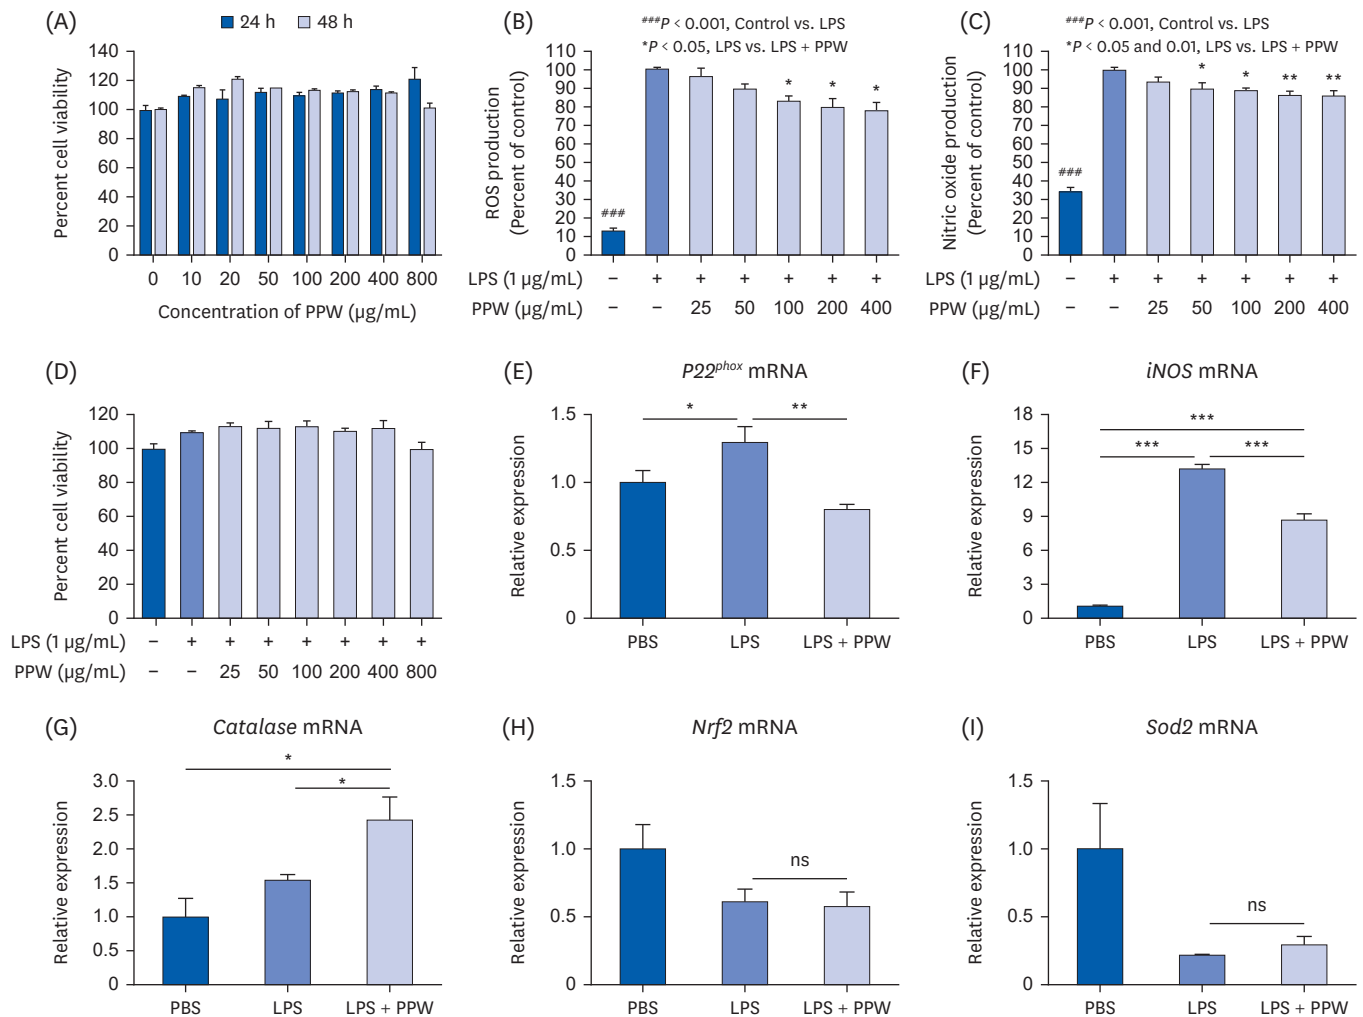 (A)
24 h 48 h
Percent cell viability
140
120
100
80
60
40
20
0
0 10 20 50 100 200 400 800
Concentration of PPW (µg/mL)
(B)
###P < 0.001, Control vs. LPS
*P < 0.05, LPS vs. LPS + PPW
ROS production
(Percent of control)
110
100
90
80
70
60
50
40
30
20
10
0
###
* * *
LPS (1 µg/mL) − + + + + + +
PPW (µg/mL) − − 25 50 100 200 400
(C)
###P < 0.001, Control vs. LPS
*P < 0.05 and 0.01, LPS vs. LPS + PPW
Nitric oxide production
(Percent of control)
110
100
90
80
70
60
50
40
30
20
10
0
###
* * ** **
LPS (1 µg/mL) − + + + + + +
PPW (µg/mL) − − 25 50 100 200 400
(D)
Percent cell viability
120
100
80
60
40
20
0
LPS (1 µg/mL) − + + + + + + +
PPW (µg/mL) − − 25 50 100 200 400 800
(E)
P22phox mRNA
Relative expression
1.5
1.0
0.5
0
* **
PBS LPS LPS + PPW
(F)
iNOS mRNA
Relative expression
18
15
12
9
6
3
0
***
*** ***
PBS LPS LPS + PPW
(G)
Catalase mRNA
Relative expression
3.0
2.5
2.0
1.5
1.0
0.5
0
*
*
PBS LPS LPS + PPW
(H)
Nrf2 mRNA
Relative expression
1.5
1.0
0.5
0
ns
PBS LPS LPS + PPW
(I)
Sod2 mRNA
Relative expression
1.5
1.0
0.5
0
ns
PBS LPS LPS + PPW